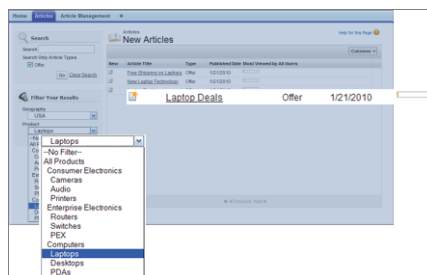 Home Articles Article Management
Search
Articles
New Articles
Help for this Page
Search
Search Only Article Types:
Offer
Go Clear Search
Columns
New Article Title Type Published Date Most Viewed by All Users
Free Shipping on Laptops Offer 1/21/2010
New Laptop Technology Offer 1/21/2010
Laptop Deals Offer 1/21/2010
Filter Your Results
Geography
USA
Product
Laptops
Laptops
--No Filter--
All Products
Consumer Electronics
Cameras
Audio
Printers
Enterprise Electronics
Routers
Switches
PEX
Computers
Laptops
Desktops
PDAs